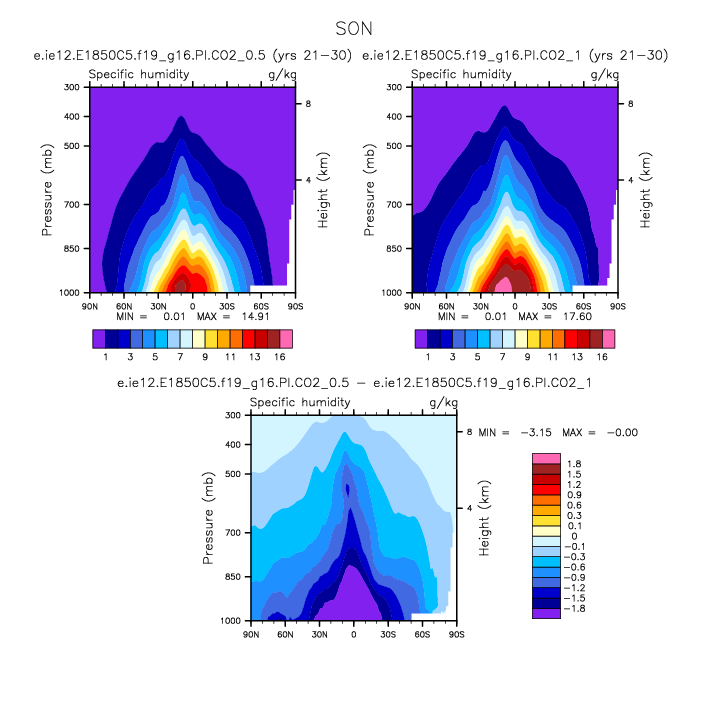 SON
e.ie12.E1850C5.f19_g16.PI.CO2_0.5 (yrs 21-30) e.ie12.E1850C5.f19_g16.PI.CO2_1 (yrs 21-30)
Specific humidity g/kg Specific humidity g/kg
300 300
8 8
400 400
500 500
4 4
700 700
850 850
1000 1000
Pressure (mb) Height (km) Pressure (mb) Height (km)
90N 60N 30N 0 30S 60S 90S 90N 60N 30N 0 30S 60S 90S
MIN = 0.01 MAX = 14.91 MIN = 0.01 MAX = 17.60
1 3 5 7 9 11 13 16 1 3 5 7 9 11 13 16
e.ie12.E1850C5.f19_g16.PI.CO2_0.5 - e.ie12.E1850C5.f19_g16.PI.CO2_1
Specific humidity g/kg
300
8 MIN = -3.15 MAX = -0.00
400
500
4
700
850
1000
Pressure (mb) Height (km)
90N 60N 30N 0 30S 60S 90S
1.8
1.5
1.2
0.9
0.6
0.3
0.1
0
-0.1
-0.3
-0.6
-0.9
-1.2
-1.5
-1.8